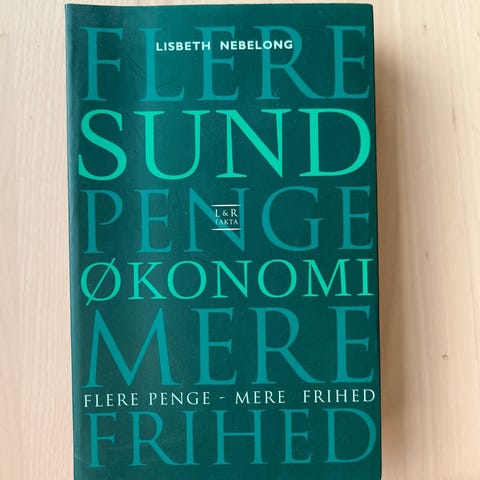 FLERE
LISBETH NEBELONG
SUND
PENGE
L&R
FAKTA
ØKONOMI
MERE
FLERE PENGE - MERE FRIHED
FRIHED